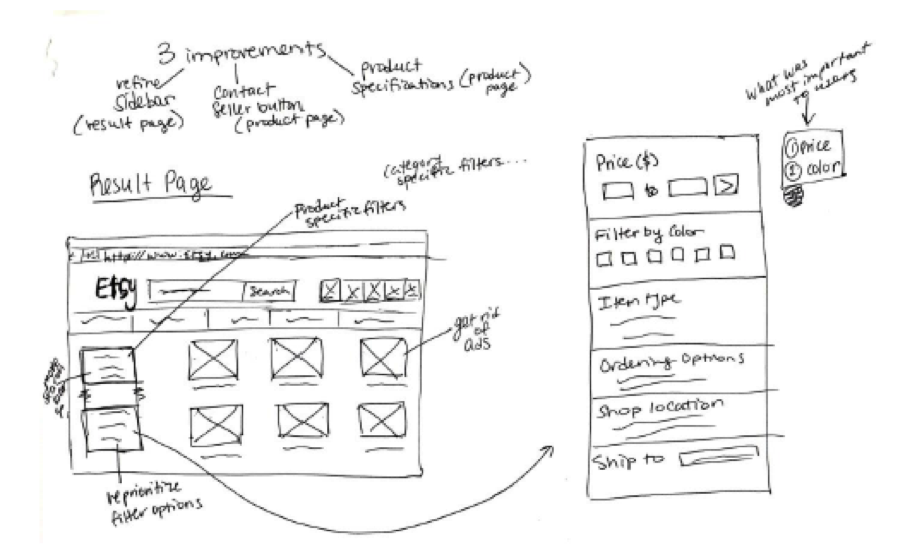 3 improvements
refine
sidebar
(result page)
contact
seller button
(product page)
product
specifications (product
page)
Result Page
category
specific filters...
product
specific filters
http://www.etsy.com
Etsy
Search
get rid
of
ads
reprioritize
filter options
What was
most important
to users
① price
② color
Price ($)
to
>
Filter by Color
Item type
Ordering Options
Shop location
Ship to